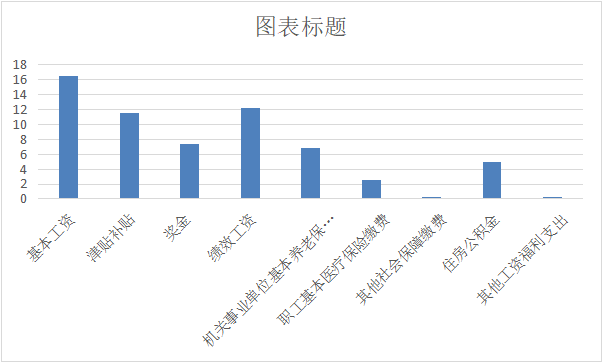 图表标题
18
16
14
12
10
8
6
4
2
0
基本工资
津贴补贴
奖金
绩效工资
机关事业单位基本养老保…
职工基本医疗保险缴费
其他社会保障缴费
住房公积金
其他工资福利支出